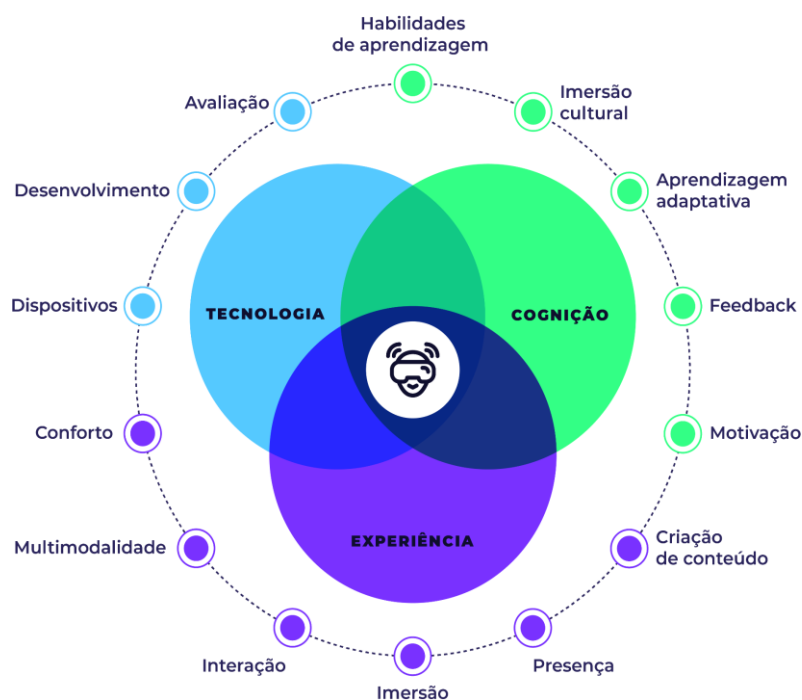 Habilidades
de aprendizagem
Imersão
cultural
Avaliação
Aprendizagem
adaptativa
Desenvolvimento
Dispositivos
TECNOLOGIA
COGNIÇÃO
Feedback
Conforto
Motivação
EXPERIÊNCIA
Multimodalidade
Criação
de conteúdo
Interação
Presença
Imersão